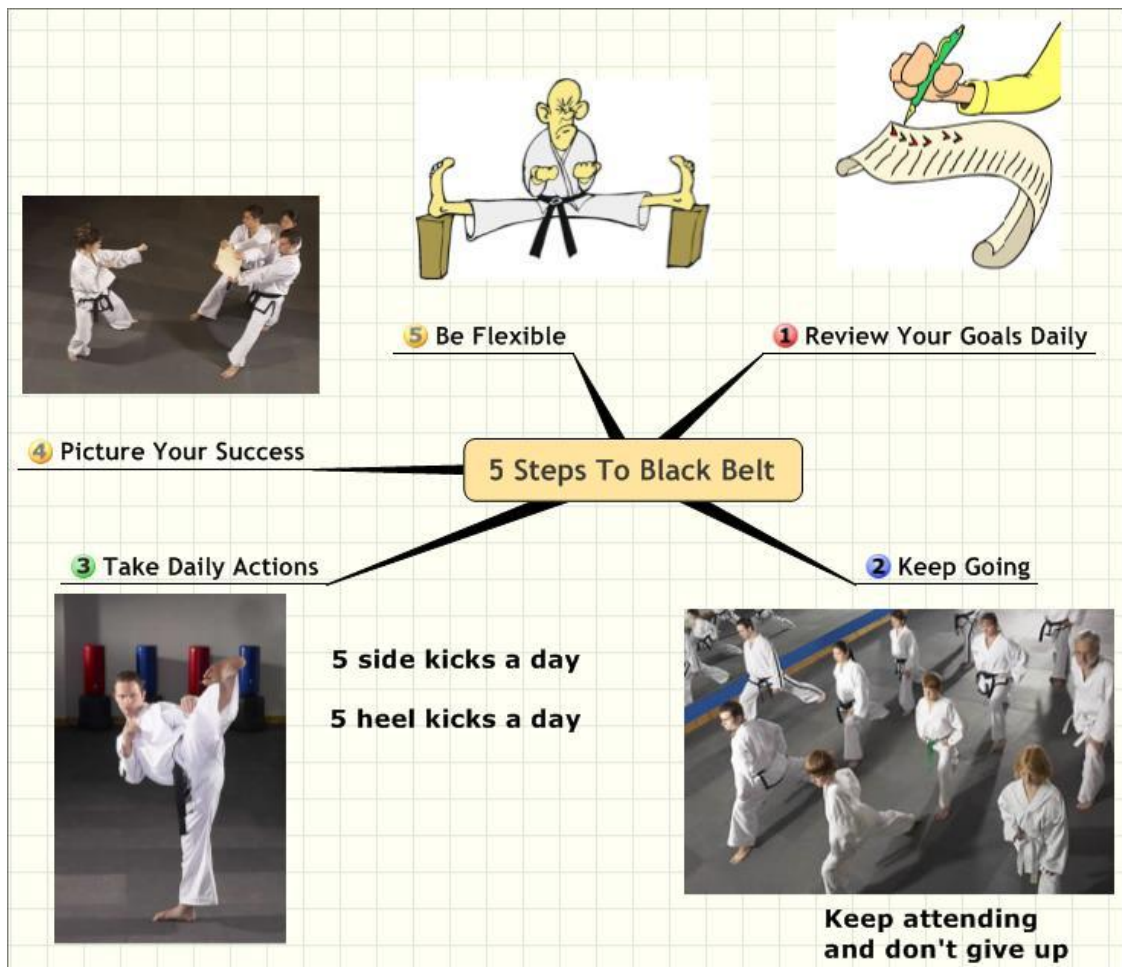 5 Be Flexible
1 Review Your Goals Daily
4 Picture Your Success
5 Steps To Black Belt
3 Take Daily Actions
2 Keep Going
5 side kicks a day
5 heel kicks a day
Keep attending
and don't give up